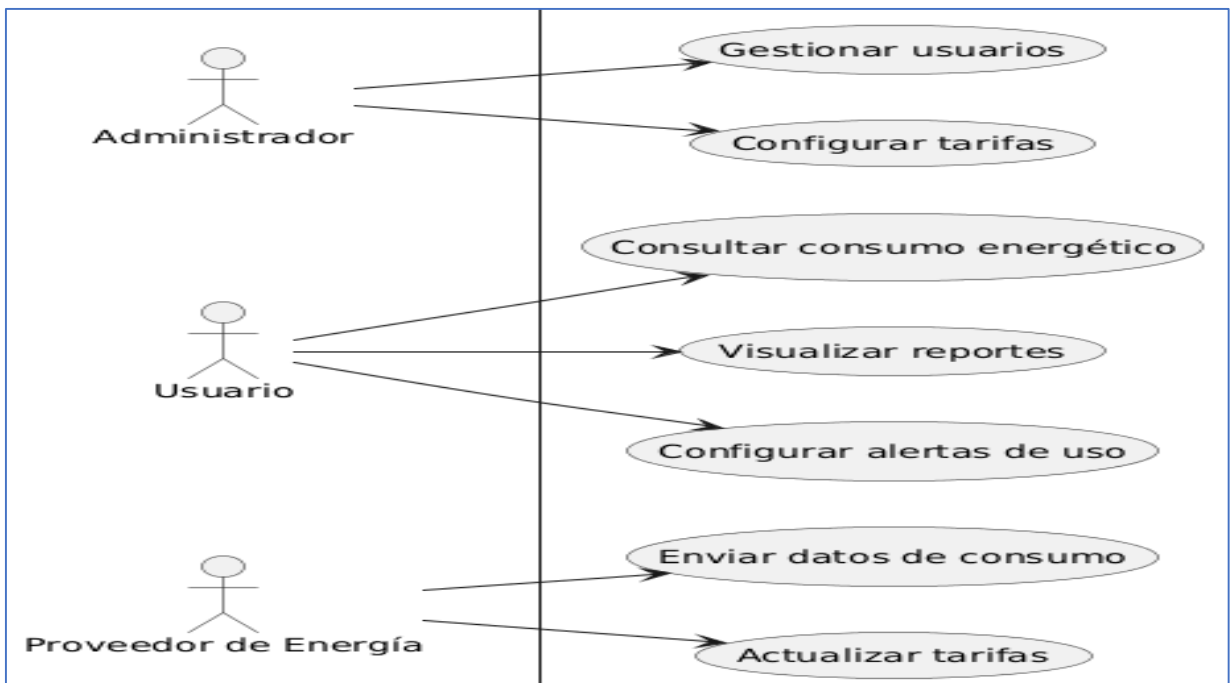 Gestionar usuarios
Administrador
Configurar tarifas
Consultar consumo energético
Visualizar reportes
Usuario
Configurar alertas de uso
Enviar datos de consumo
Proveedor de Energía
Actualizar tarifas